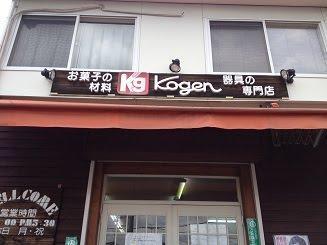 お菓子の
材料
Kg
Kogen
器具の
専門店
営業時間
日 月・祝